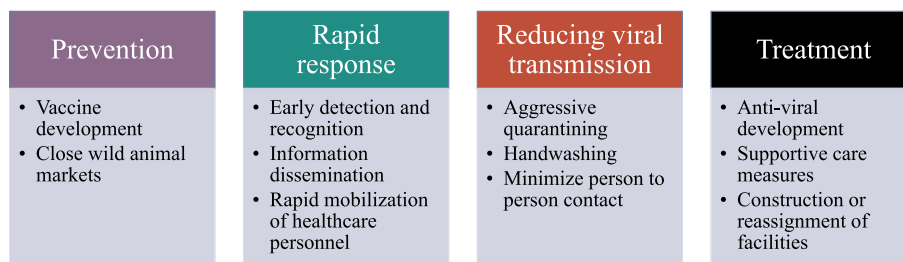 Prevention
• Vaccine
development
• Close wild animal
markets
Rapid
response
• Early detection and
recognition
• Information
dissemination
• Rapid mobilization
of healthcare
personnel
Reducing viral
transmission
• Aggressive
quarantining
• Handwashing
• Minimize person to
person contact
Treatment
• Anti-viral
development
• Supportive care
measures
• Construction or
reassignment of
facilities